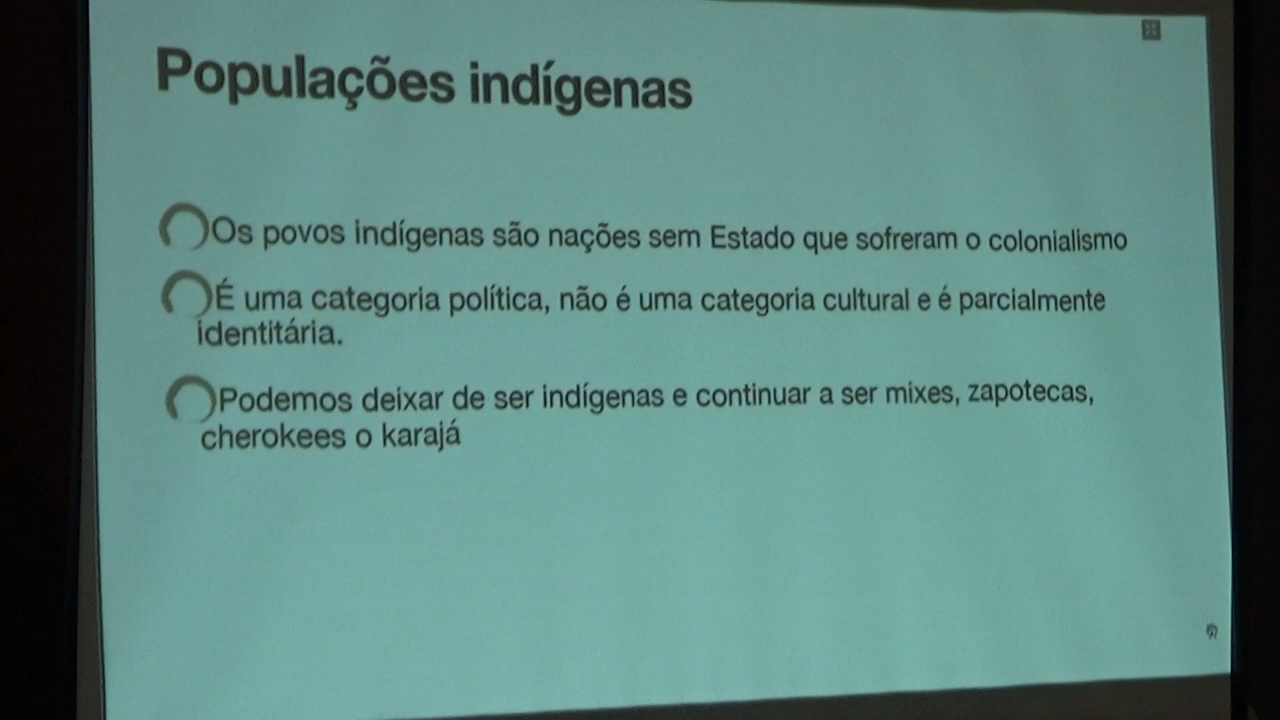 Populações indígenas
Os povos indígenas são nações sem Estado que sofreram o colonialismo
É uma categoria política, não é uma categoria cultural e é parcialmente
identitária.
Podemos deixar de ser indígenas e continuar a ser mixes, zapotecas,
cherokees o karajá